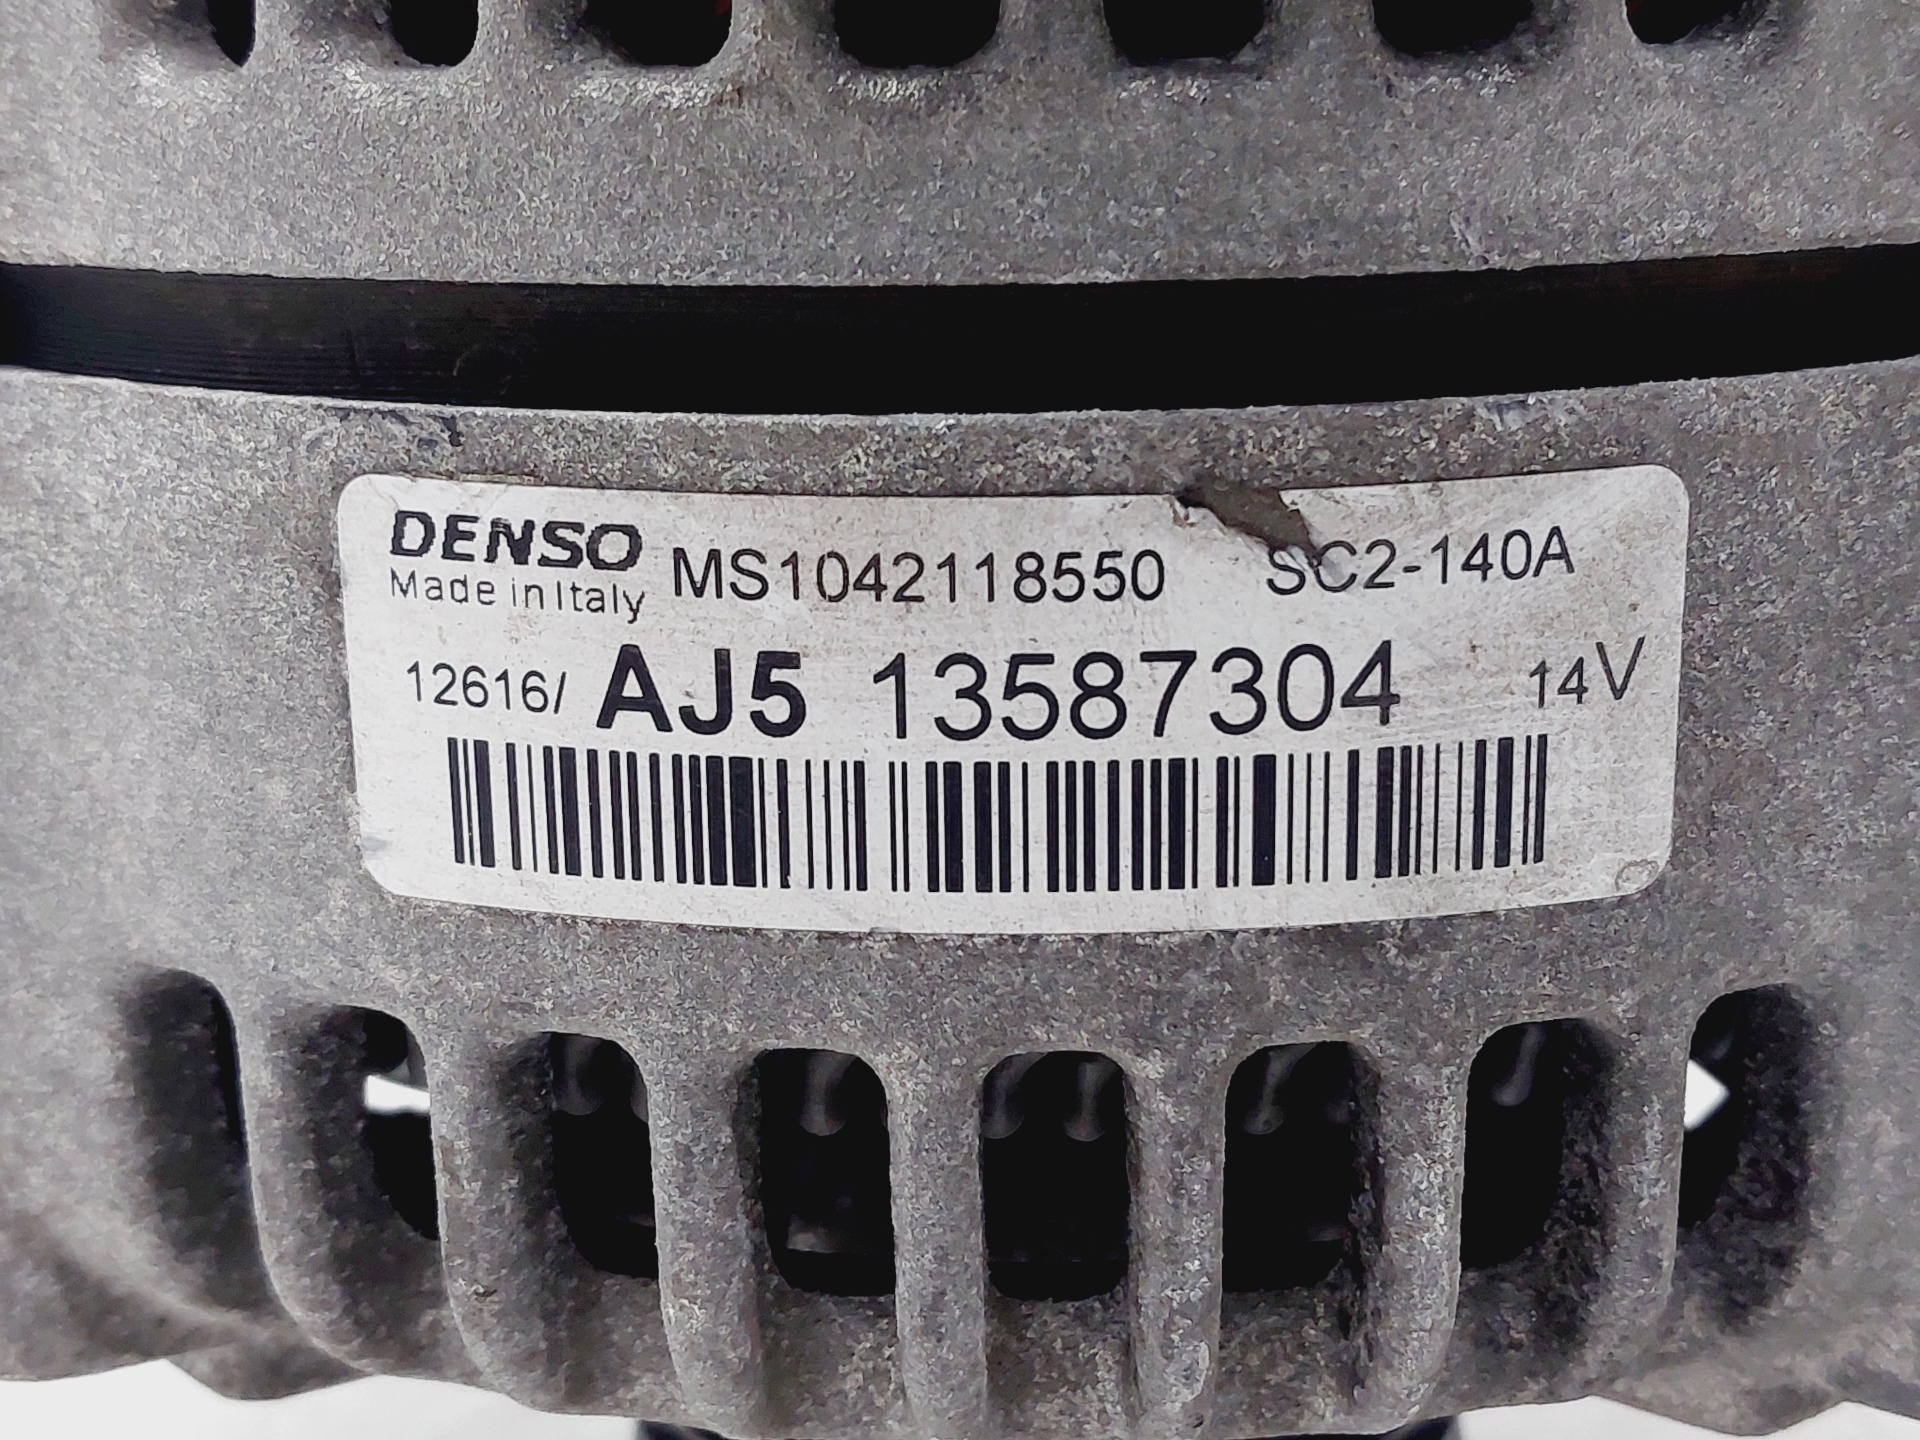 DENSO MS1042118550 SC2-140A
Made in Italy
12616/ AJ5 13587304 14V